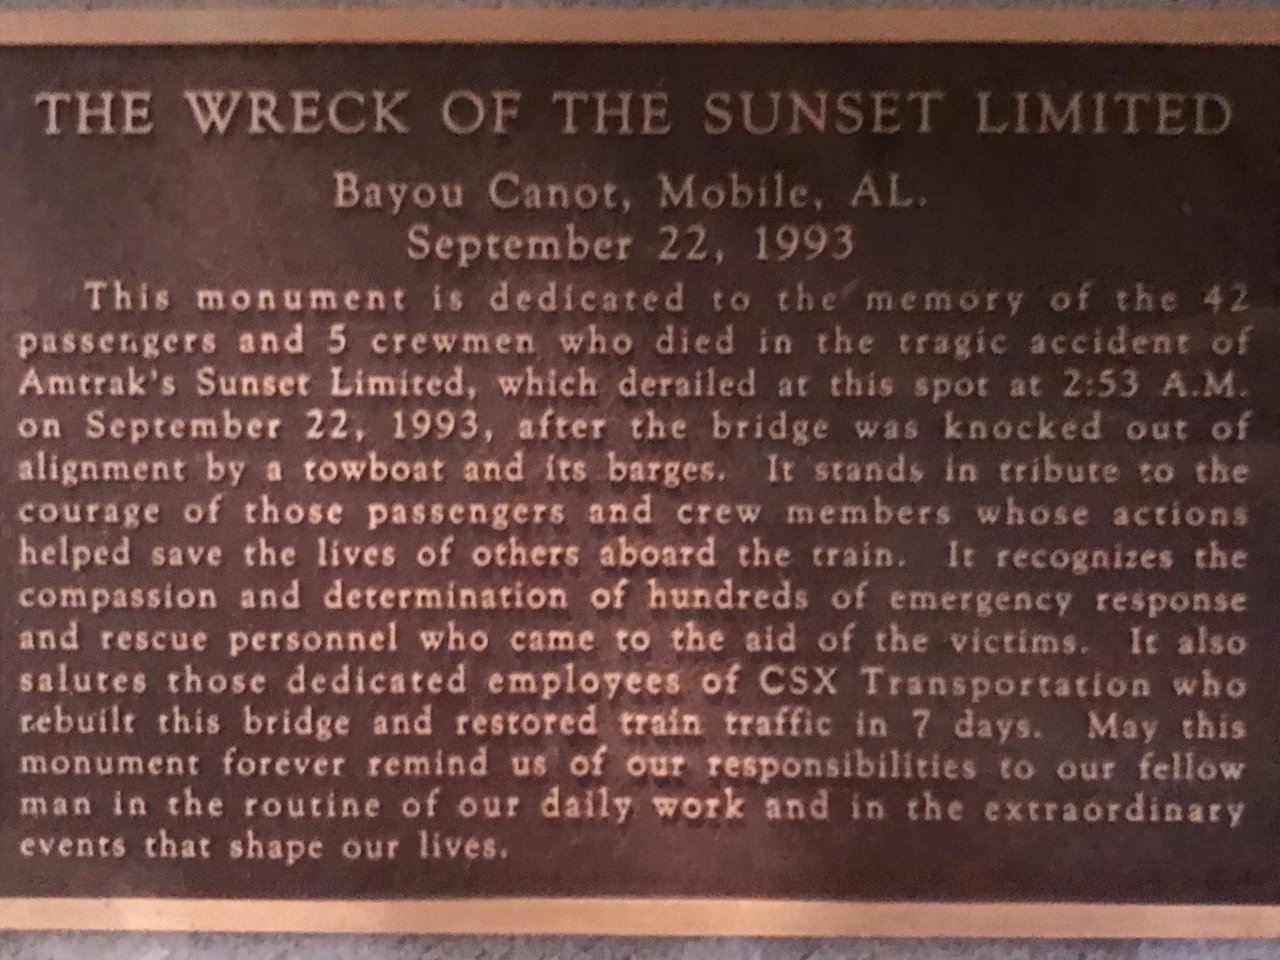 THE WRECK OF THE SUNSET LIMITED
Bayou Canot, Mobile, AL.
September 22, 1993
This monument is dedicated to the memory of the 42
passengers and 5 crewmen who died in the tragic accident of
Amtrak's Sunset Limited, which derailed at this spot at 2:53 A.M.
on September 22, 1993, after the bridge was knocked out of
alignment by a towboat and its barges. It stands in tribute to the
courage of those passengers and crew members whose actions
helped save the lives of others aboard the train. It recognizes the
compassion and determination of hundreds of emergency response
and rescue personnel who came to the aid of the victims. It also
salutes those dedicated employees of CSX Transportation who
rebuilt this bridge and restored train traffic in 7 days. May this
monument forever remind us of our responsibilities to our fellow
man in the routine of our daily work and in the extraordinary
events that shape our lives.